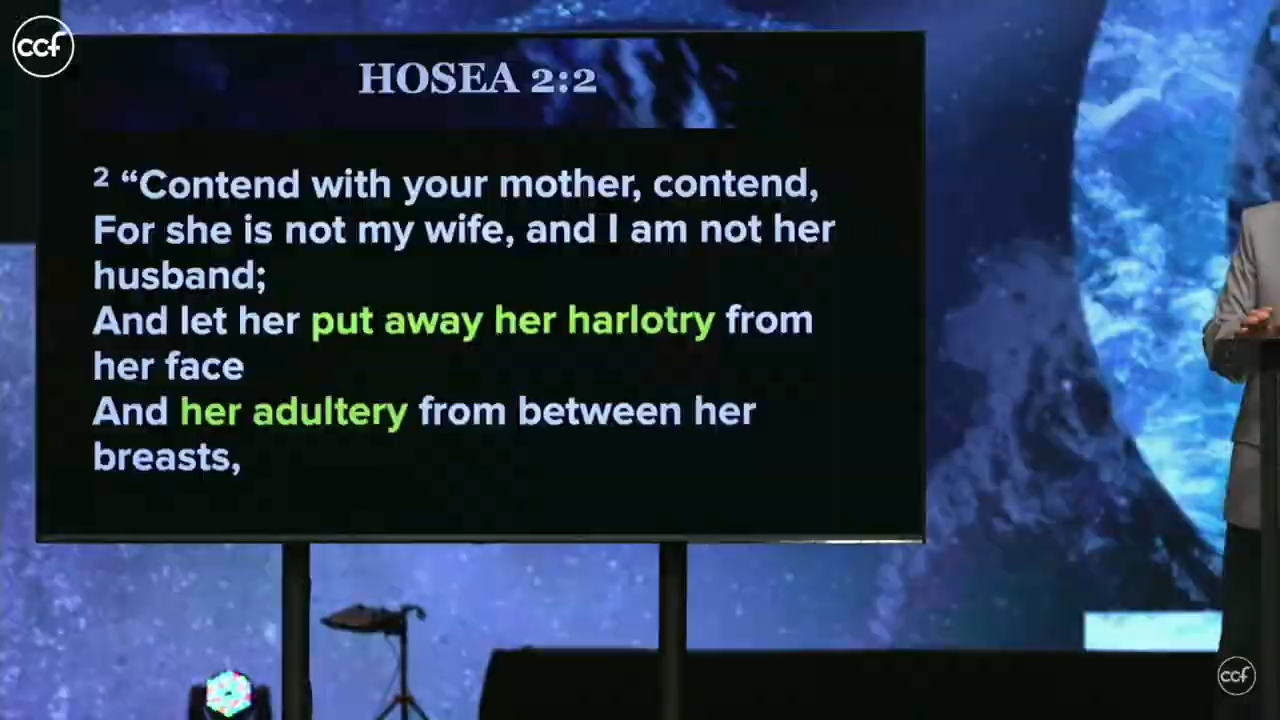 ccf
HOSEA 2:2
2 “Contend with your mother, contend,
For she is not my wife, and I am not her
husband;
And let her put away her harlotry from
her face
And her adultery from between her
breasts,
ccf